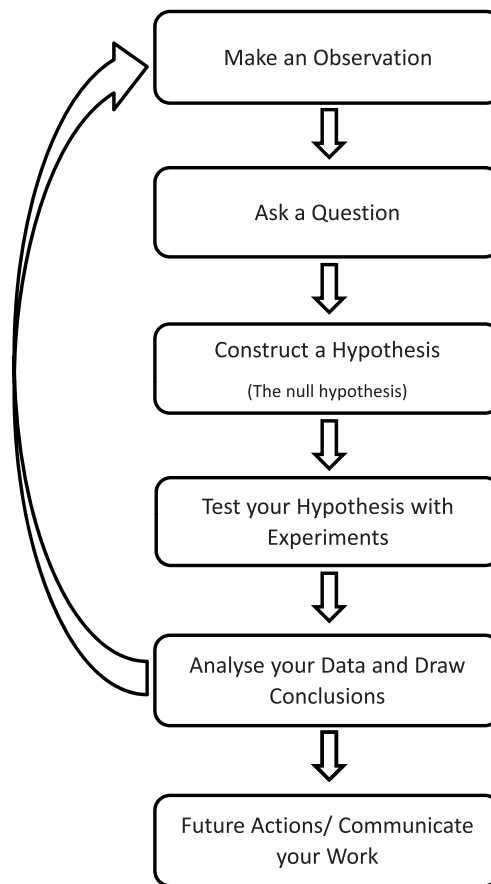 Make an Observation
Ask a Question
Construct a Hypothesis
(The null hypothesis)
Test your Hypothesis with
Experiments
Analyse your Data and Draw
Conclusions
Future Actions/ Communicate
your Work